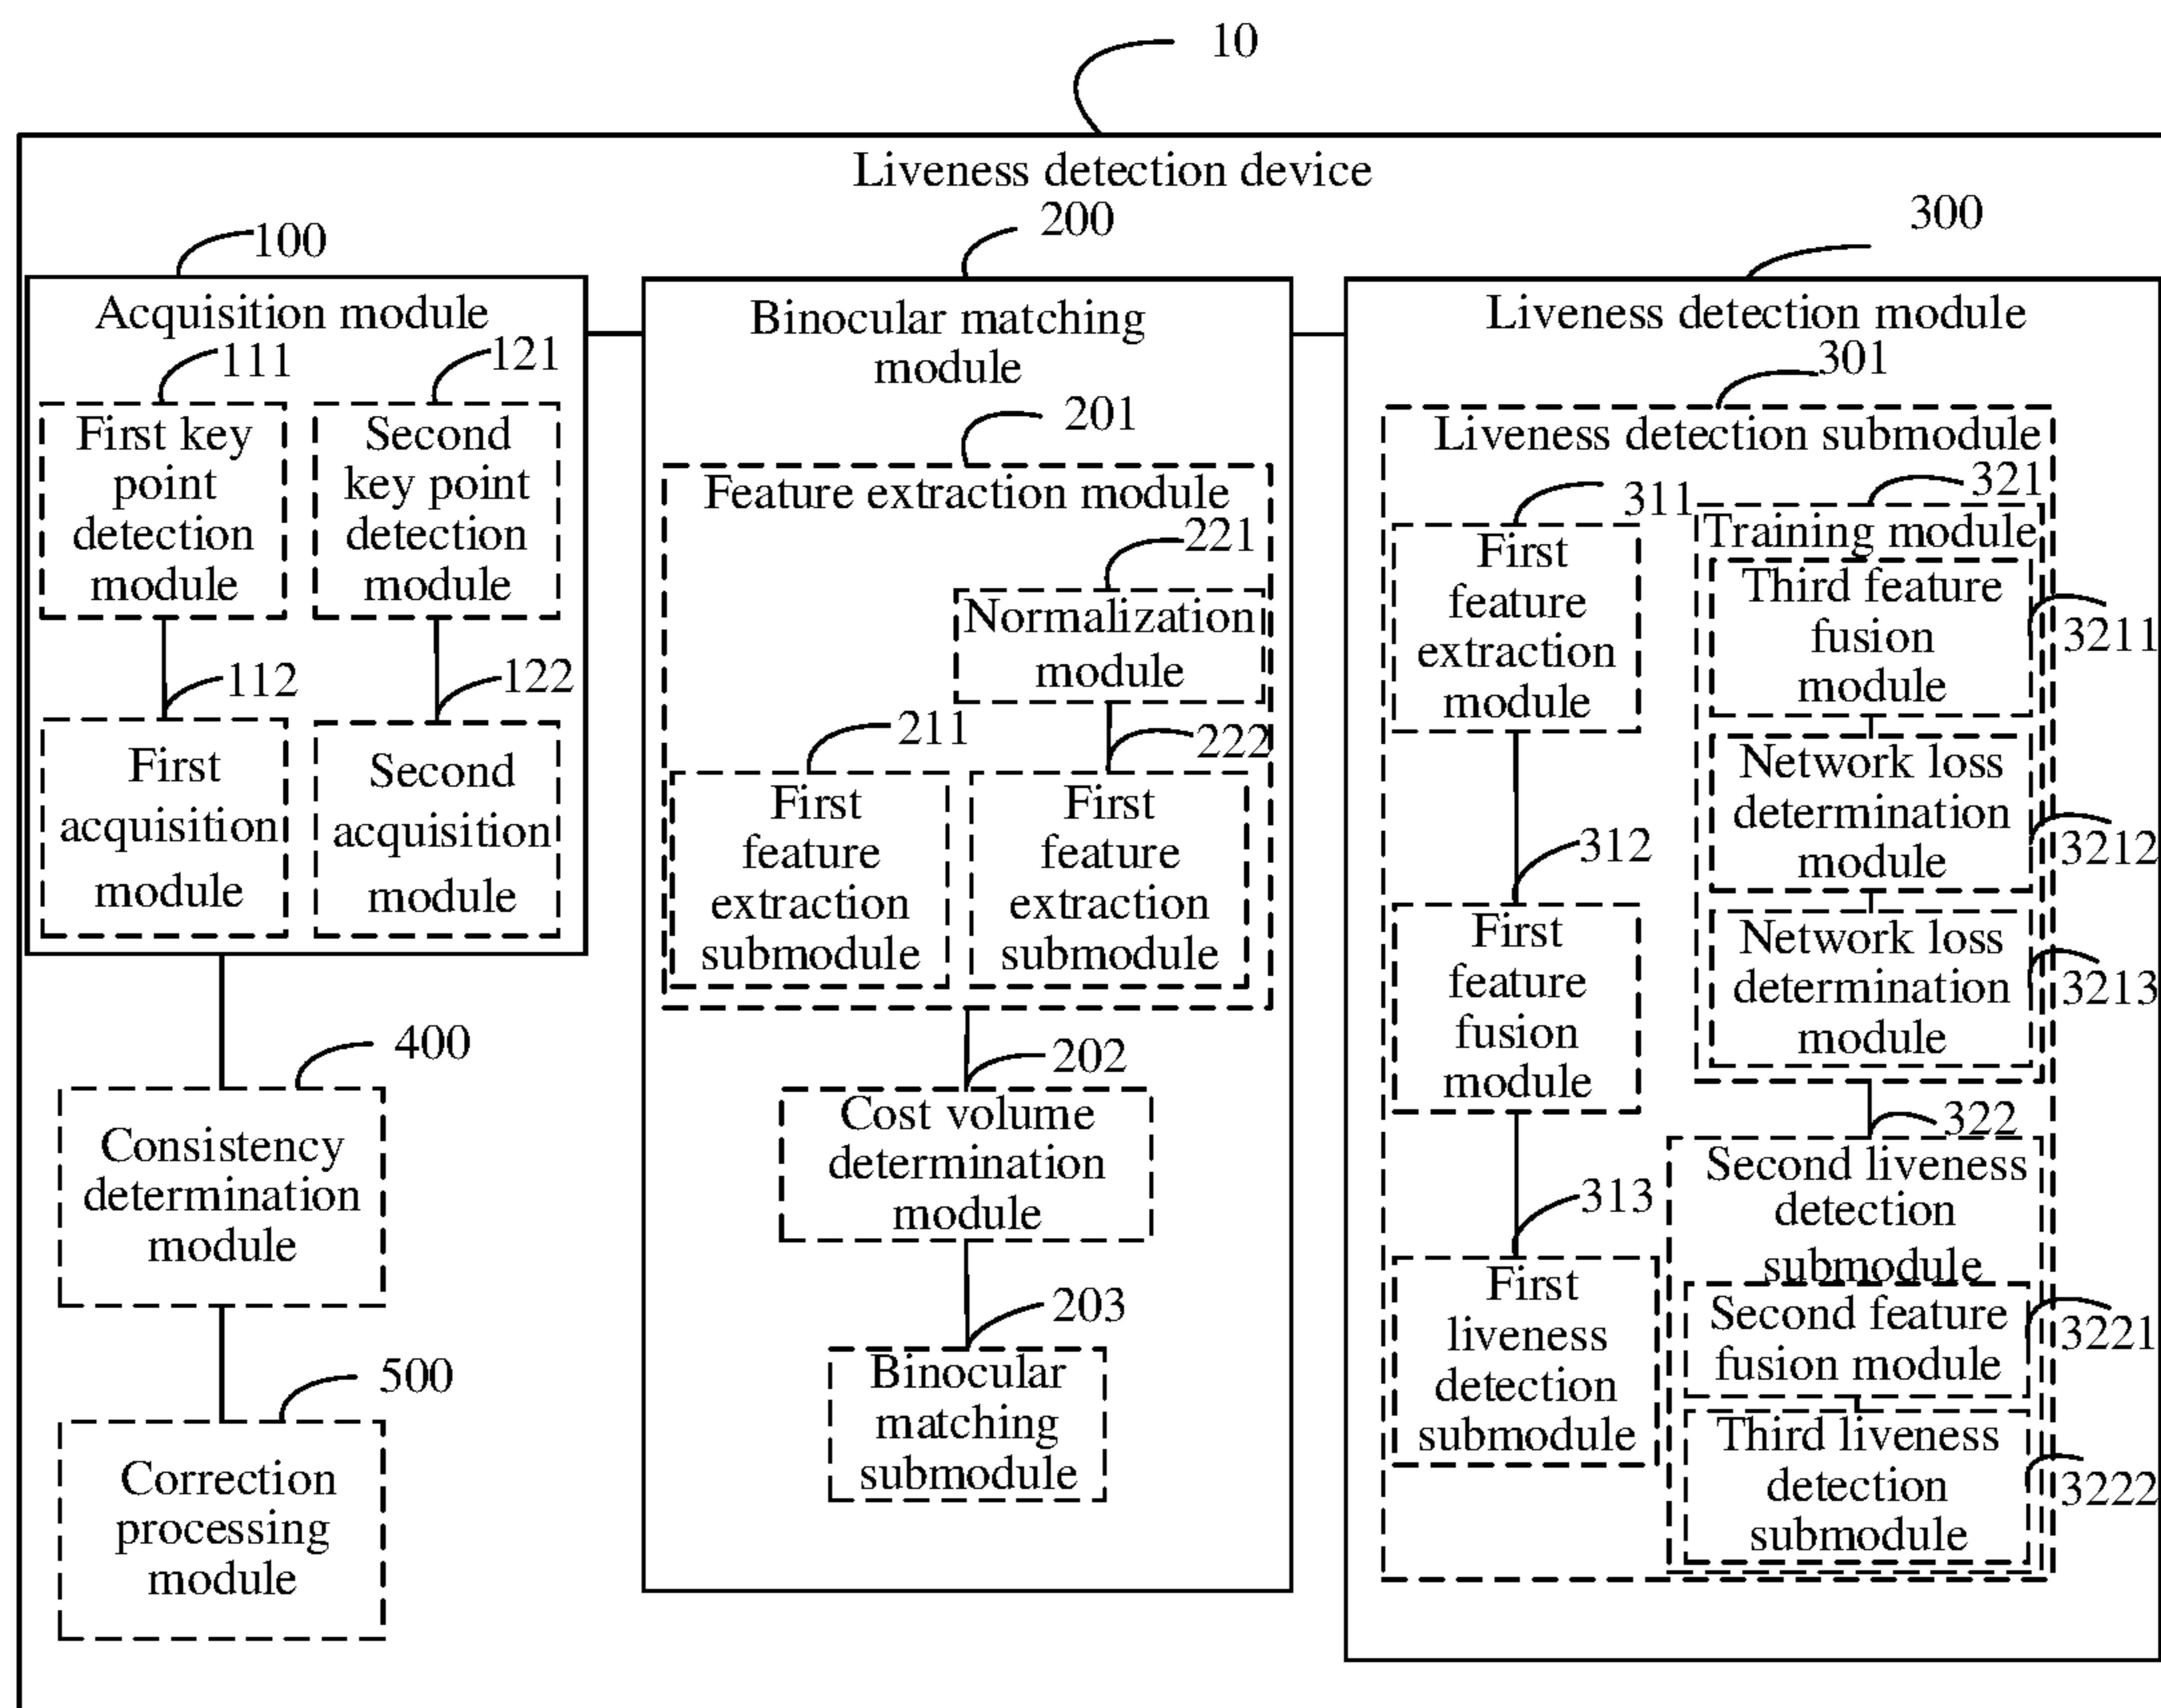 10
Liveness detection device
100
Acquisition module
111
First key
point
detection
module
121
Second
key point
detection
module
112
First
acquisition
module
122
Second
acquisition
module
400
Consistency
determination
module
500
Correction
processing
module
200
Binocular matching
module
201
Feature extraction module
221
Normalization
module
211
First
feature
extraction
submodule
222
First
feature
extraction
submodule
202
Cost volume
determination
module
203
Binocular
matching
submodule
300
Liveness detection module
301
Liveness detection submodule
311
First
feature
extraction
module
312
First
feature
fusion
module
313
First
liveness
detection
submodule
321
Training module
Third feature
fusion
module
3211
Network loss
determination
module
3212
Network loss
determination
module
3213
322
Second liveness
detection
submodule
Second feature
fusion module
3221
Third liveness
detection
submodule
3222